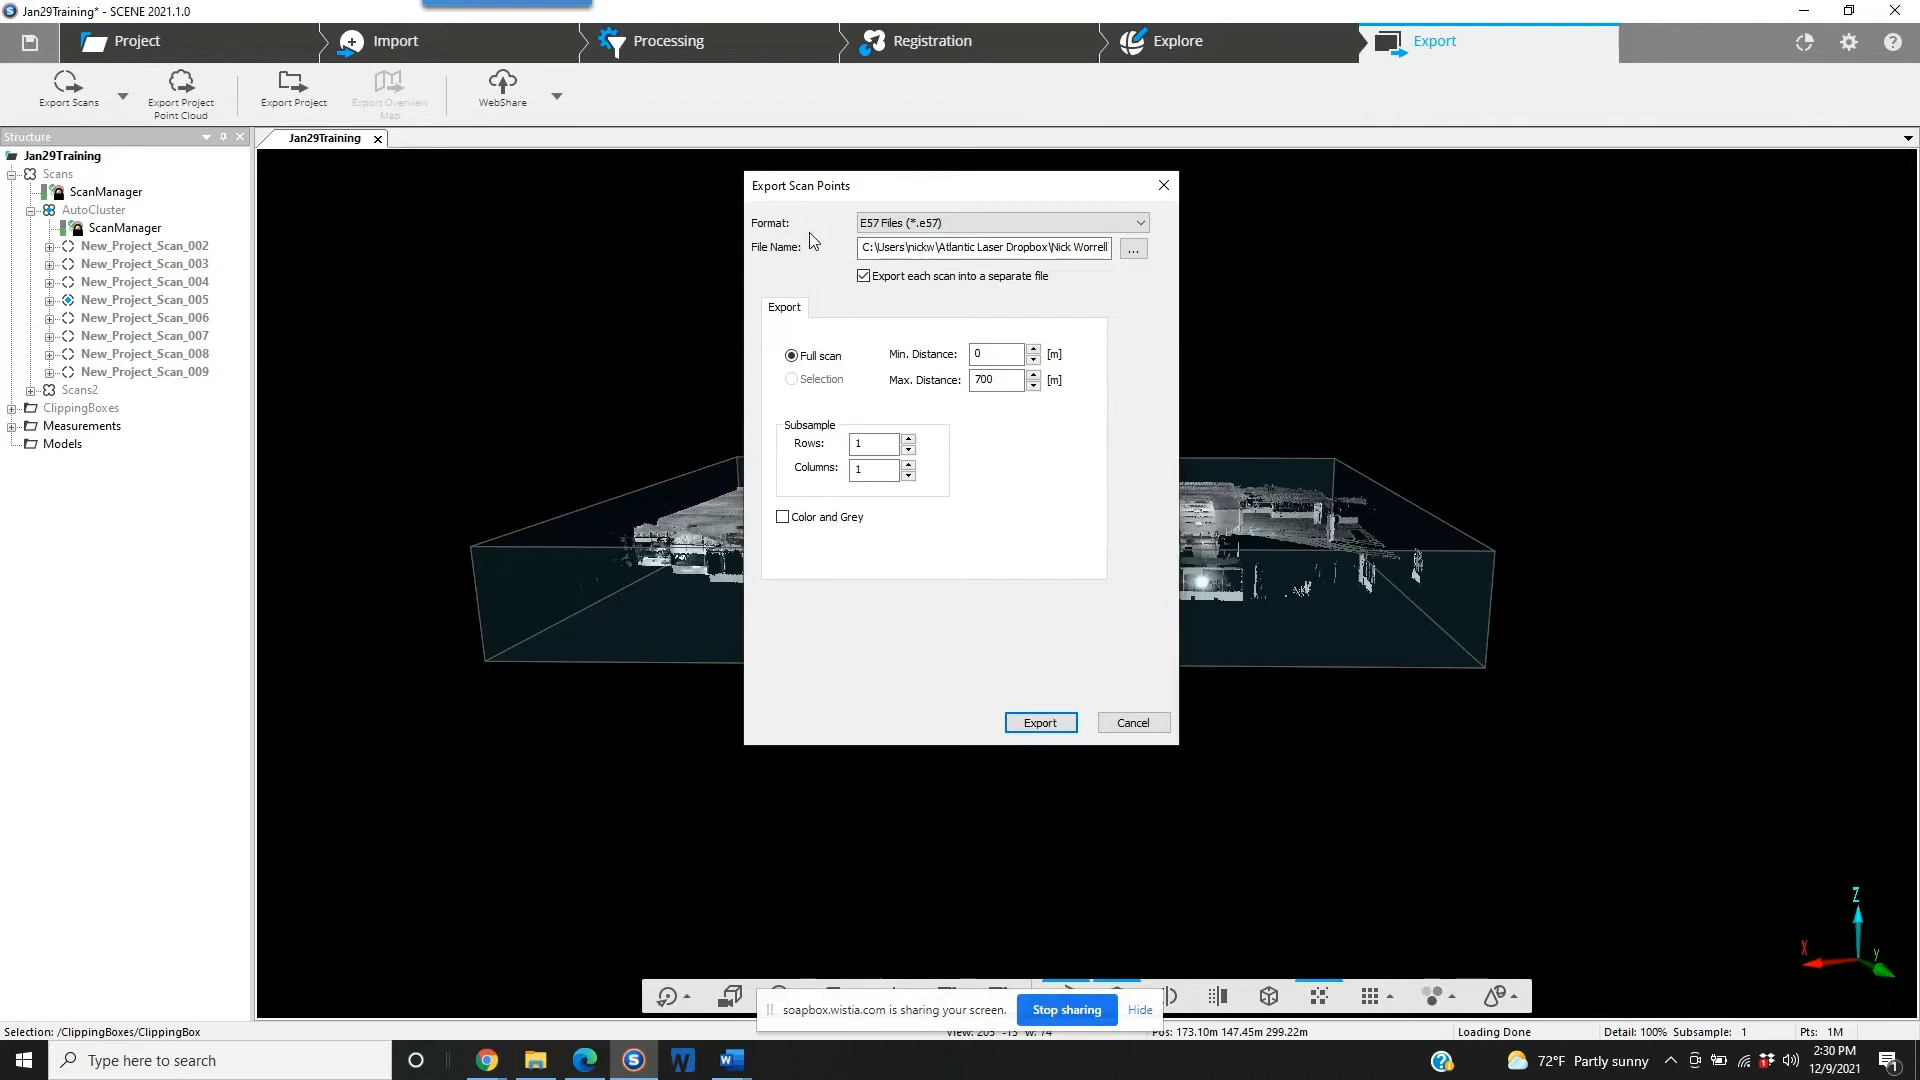 Jan29Training* - SCENE 2021.1.0
Project
Import
Processing
Registration
Explore
Export
Export Scans
Export Project
Point Cloud
Export Project
Export Overview
Map
WebShare
Structure
Jan29Training
Jan29Training
Scans
ScanManager
AutoCluster
ScanManager
New_Project_Scan_002
New_Project_Scan_003
New_Project_Scan_004
New_Project_Scan_005
New_Project_Scan_006
New_Project_Scan_007
New_Project_Scan_008
New_Project_Scan_009
Scans2
ClippingBoxes
Measurements
Models
Export Scan Points
Format:
E57 Files (*.e57)
File Name:
C:\Users\nickw\Atlantic Laser Dropbox\Nick Worrell
...
Export each scan into a separate file
Export
Full scan
Min. Distance:
0
[m]
Selection
Max. Distance:
700
[m]
Subsample
Rows:
1
Columns:
1
Color and Grey
Export
Cancel
Z
X
y
soapbox.wistia.com is sharing your screen.
Stop sharing
Hide
Selection: /ClippingBoxes/ClippingBox
View: 205° -13° W: 74°
Pos: 173.10m 147.45m 299.22m
Loading Done
Detail: 100%
Subsample: 1
Pts: 1M
Type here to search
72°F Partly sunny
2:30 PM
12/9/2021
1